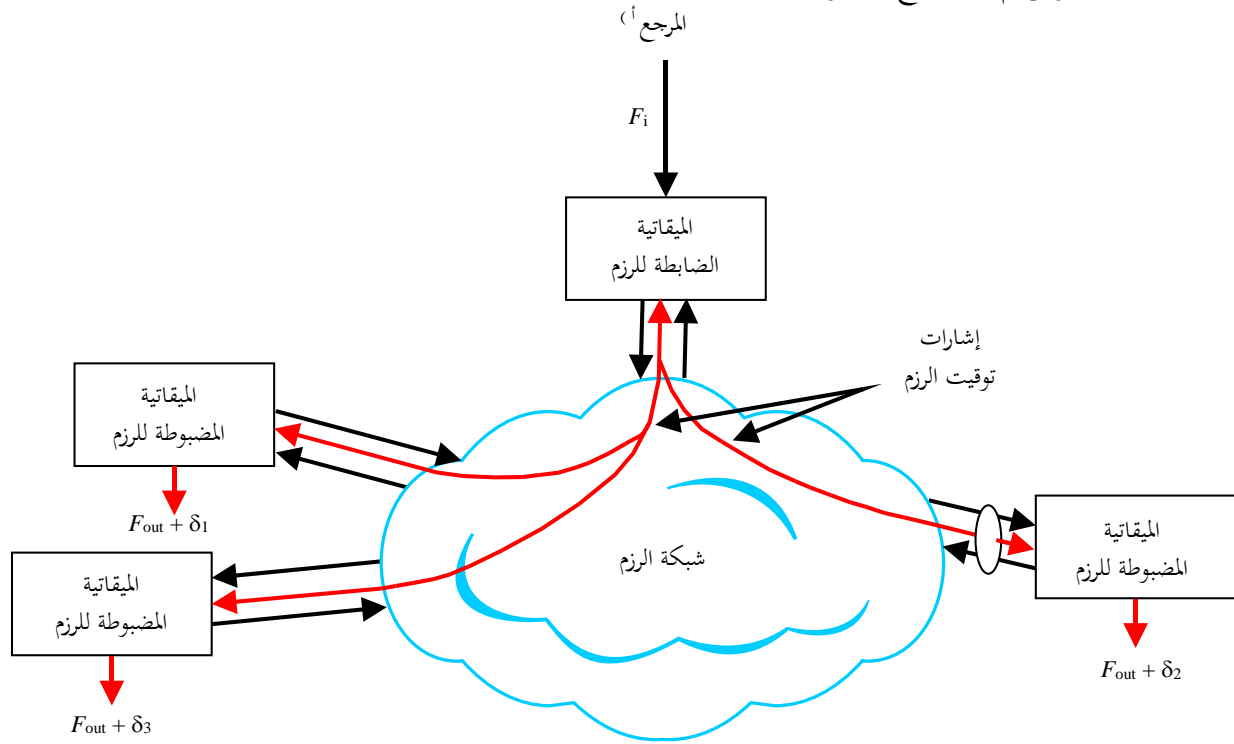 المرجع أ)
Fi
الميقاتية
الضابطة للرزم
إشارات
توقيت الرزم
الميقاتية
المضبوطة للرزم
Fout + δ1
الميقاتية
المضبوطة للرزم
Fout + δ2
شبكة الرزم
الميقاتية
المضبوطة للرزم
Fout + δ3